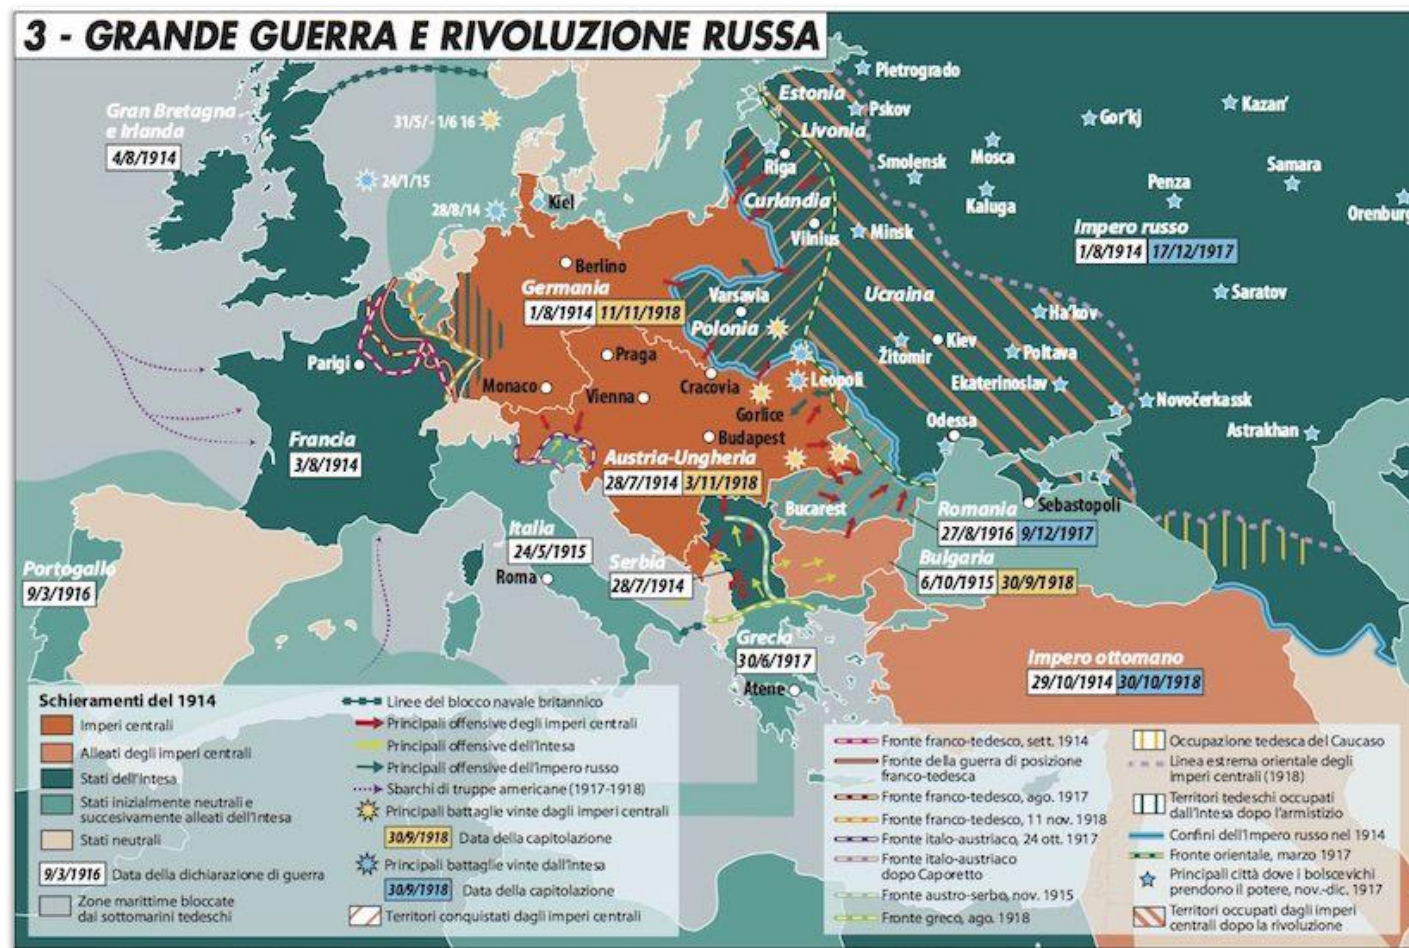 3 - GRANDE GUERRA E RIVOLUZIONE RUSSA
Gran Bretagna
e Irlanda
4/8/1914
31/5/-1/6 16
24/1/15
28/8/14
Kiel
Estonia
Livonia
Riga
Curlandia
Vilnius
Pietrogrado
Pskov
Smolensk
Mosca
Kaluga
Minsk
Gor'kj
Kazan'
Samara
Penza
Orenburg
Impero russo
1/8/1914 17/12/1917
Saratov
Berlino
Germania
1/8/1914 11/11/1918
Varsavia
Polonia
Ucraina
Ha'kov
Kiev
Žitomir
Poltava
Ekaterinoslav
Novočerkassk
Astrakhan
Odessa
Sebastopoli
Parigi
Praga
Monaco
Vienna
Cracovia
Leopoli
Gorlice
Budapest
Francia
3/8/1914
Austria-Ungheria
28/7/1914 3/11/1918
Bucarest
Romania
27/8/1916 9/12/1917
Italia
24/5/1915
Roma
Serbia
28/7/1914
Bulgaria
6/10/1915 30/9/1918
Portogallo
9/3/1916
Grecia
30/6/1917
Atene
Impero ottomano
29/10/1914 30/10/1918
Schieramenti del 1914
Imperi centrali
Alleati degli imperi centrali
Stati dell'Intesa
Stati inizialmente neutrali e
succesivamente alleati dell'Intesa
Stati neutrali
9/3/1916 Data della dichiarazione di guerra
Zone marittime bloccate
dai sottomarini tedeschi
Linee del blocco navale britannico
Principali offensive degli imperi centrali
Principali offensive dell'Intesa
Principali offensive dell'impero russo
Sbarchi di truppe americane (1917-1918)
Principali battaglie vinte dagli imperi centrali
30/9/1918 Data della capitolazione
Principali battaglie vinte dall'Intesa
30/9/1918 Data della capitolazione
Territori conquistati dagli imperi centrali
Fronte franco-tedesco, sett. 1914
Fronte della guerra di posizione
franco-tedesca
Fronte franco-tedesco, ago. 1917
Fronte franco-tedesco, 11 nov. 1918
Fronte italo-austriaco, 24 ott. 1917
Fronte italo-austriaco
dopo Caporetto
Fronte austro-serbo, nov. 1915
Fronte greco, ago. 1918
Occupazione tedesca del Caucaso
Linea estrema orientale degli
imperi centrali (1918)
Territori tedeschi occupati
dall'Intesa dopo l'armistizio
Confini dell'Impero russo nel 1914
Fronte orientale, marzo 1917
Principali città dove i bolscevichi
prendono il potere, nov.-dic. 1917
Territori occupati dagli imperi
centrali dopo la rivoluzione